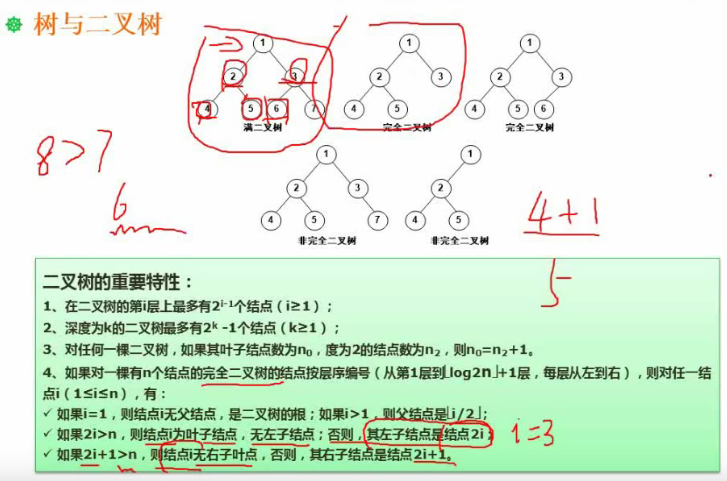 树与二叉树
1
1
1
2
3
2
3
2
3
4
5
6
7
4
5
4
5
6
满二叉树
完全二叉树
完全二叉树
8>7
6
1
1
2
3
2
4
5
7
4
5
4+1
非完全二叉树
非完全二叉树
5
二叉树的重要特性：
1、在二叉树的第i层上最多有2i-1个结点（i≥1）；
2、深度为k的二叉树最多有2k -1个结点（k≥1）；
3、对任何一棵二叉树，如果其叶子结点数为n0，度为2的结点数为n2，则n0=n2+1。
4、如果对一棵有n个结点的完全二叉树的结点按层序编号（从第1层到⌊log2n⌋+1层，每层从左到右），则对任一结
点i（1≤i≤n），有：
✓ 如果i=1，则结点i无父结点，是二叉树的根；如果i>1，则父结点是⌊i/2⌋；
✓ 如果2i>n，则结点i为叶子结点，无左子结点；否则，其左子结点是结点2i；
i=3
✓ 如果2i+1>n，则结点i无右子叶点，否则，其右子结点是结点2i+1。